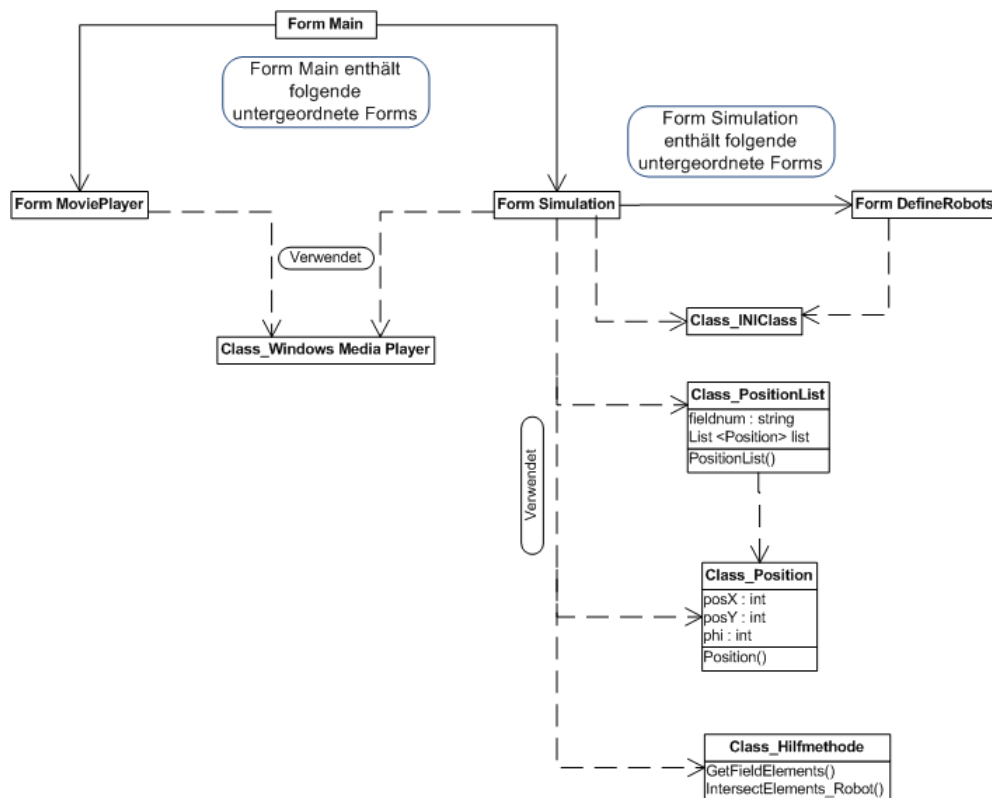 Form Main
Form Main enthält
folgende
untergeordnete Forms
Form Simulation
enthält folgende
untergeordnete Forms
Form MoviePlayer
Form Simulation
Form DefineRobots
Verwendet
Class_INIClass
Class_Windows Media Player
Class_PositionList
fieldnum : string
List <Position> list
PositionList()
Verwendet
Class_Position
posX : int
posY : int
phi : int
Position()
Class_Hilfmethode
GetFieldElements()
IntersectElements_Robot()